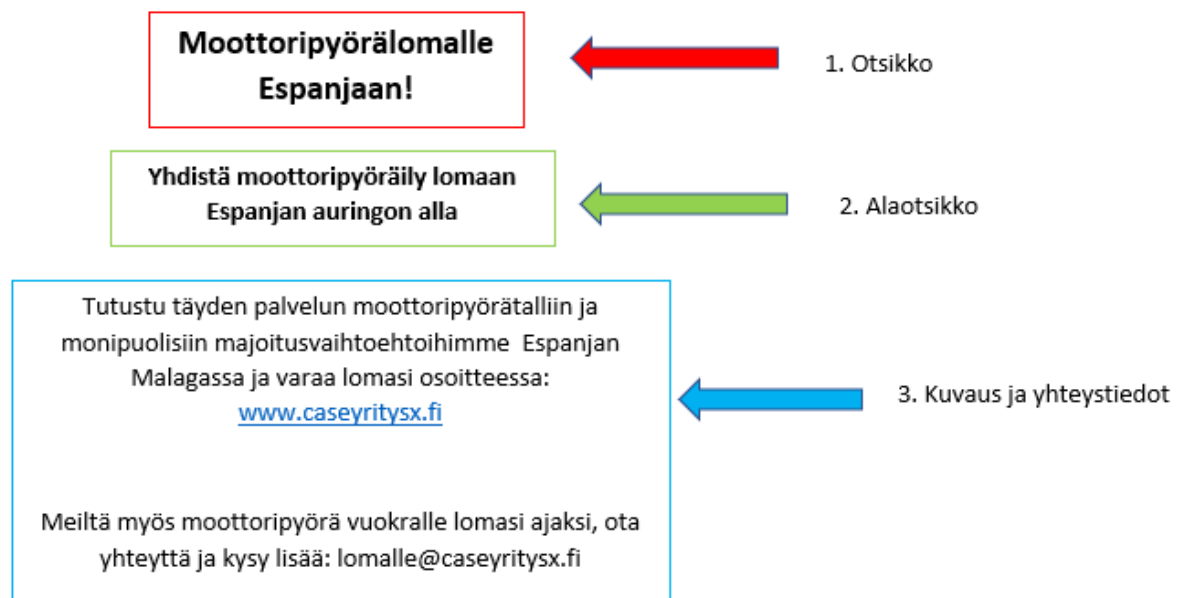 Moottoripyörälomalle
Espanjaan!
1. Otsikko
Yhdistä moottoripyöräily lomaan
Espanjan auringon alla
2. Alaotsikko
Tutustu täyden palvelun moottoripyörätalliin ja
monipuolisiin majoitusvaihtoehtoihimme Espanjan
Malagassa ja varaa lomasi osoitteessa:
www.caseyritysx.fi
3. Kuvaus ja yhteystiedot
Meiltä myös moottoripyörä vuokralle lomasi ajaksi, ota
yhteyttä ja kysy lisää: lomalle@caseyritysx.fi